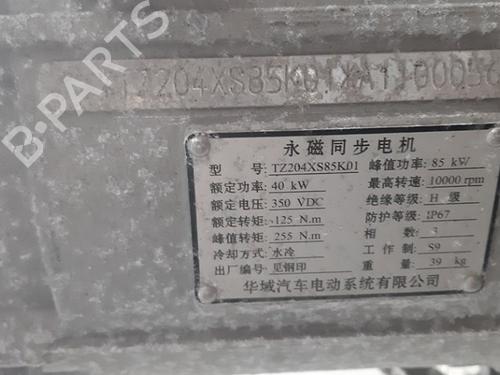 TZ204XS85K01XA1J00056
永磁同步电机
型 号 TZ204XS85K01 峰值功率: 85 kW
额定功率: 40 kW 最高转速: 10000 rpm
额定电压: 350 VDC 绝缘等级: H 级
额定转矩: 125 N.m 防护等级: IP67
峰值转矩: 255 N.m 相 数: 3
冷却方式: 水冷 工 作 制: S9
出厂编号: 见钢印 重 量: 39 kg
华域汽车电动系统有限公司
B-PARTS